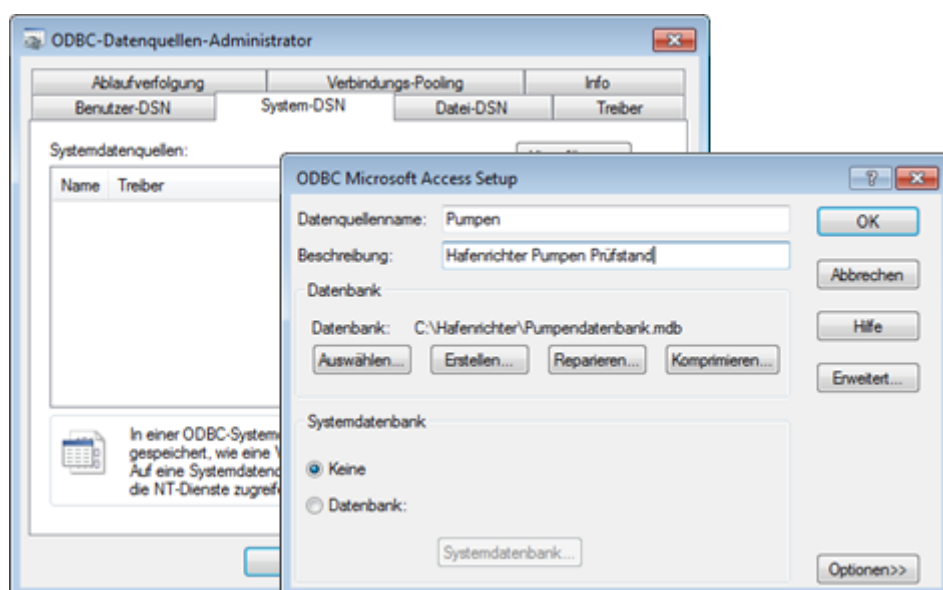 ODBC-Datenquellen-Administrator
Ablaufverfolgung Verbindungs-Pooling Info
Benutzer-DSN System-DSN Datei-DSN Treiber
Systemdatenquellen:
Name Treiber
In einer ODBC-System
gespeichert, wie eine
Auf eine Systemdaten
die NT-Dienste zugreif
ODBC Microsoft Access Setup
Datenquellenname: Pumpen
Beschreibung: Hafenrichter Pumpen Prüfstand
Datenbank
Datenbank: C:\Hafenrichter\Pumpendatenbank.mdb
Auswählen... Erstellen... Reparieren... Komprimieren...
Systemdatenbank
Keine
Datenbank:
Systemdatenbank...
OK
Abbrechen
Hilfe
Erweitert...
Optionen>>